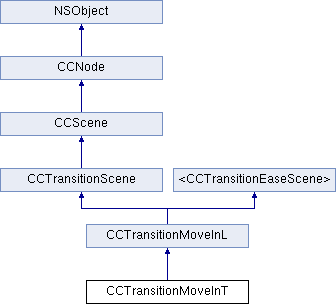 NSObject
CCNode
CCScene
CCTransitionScene
<CCTransitionEaseScene>
CCTransitionMoveInL
CCTransitionMoveInT